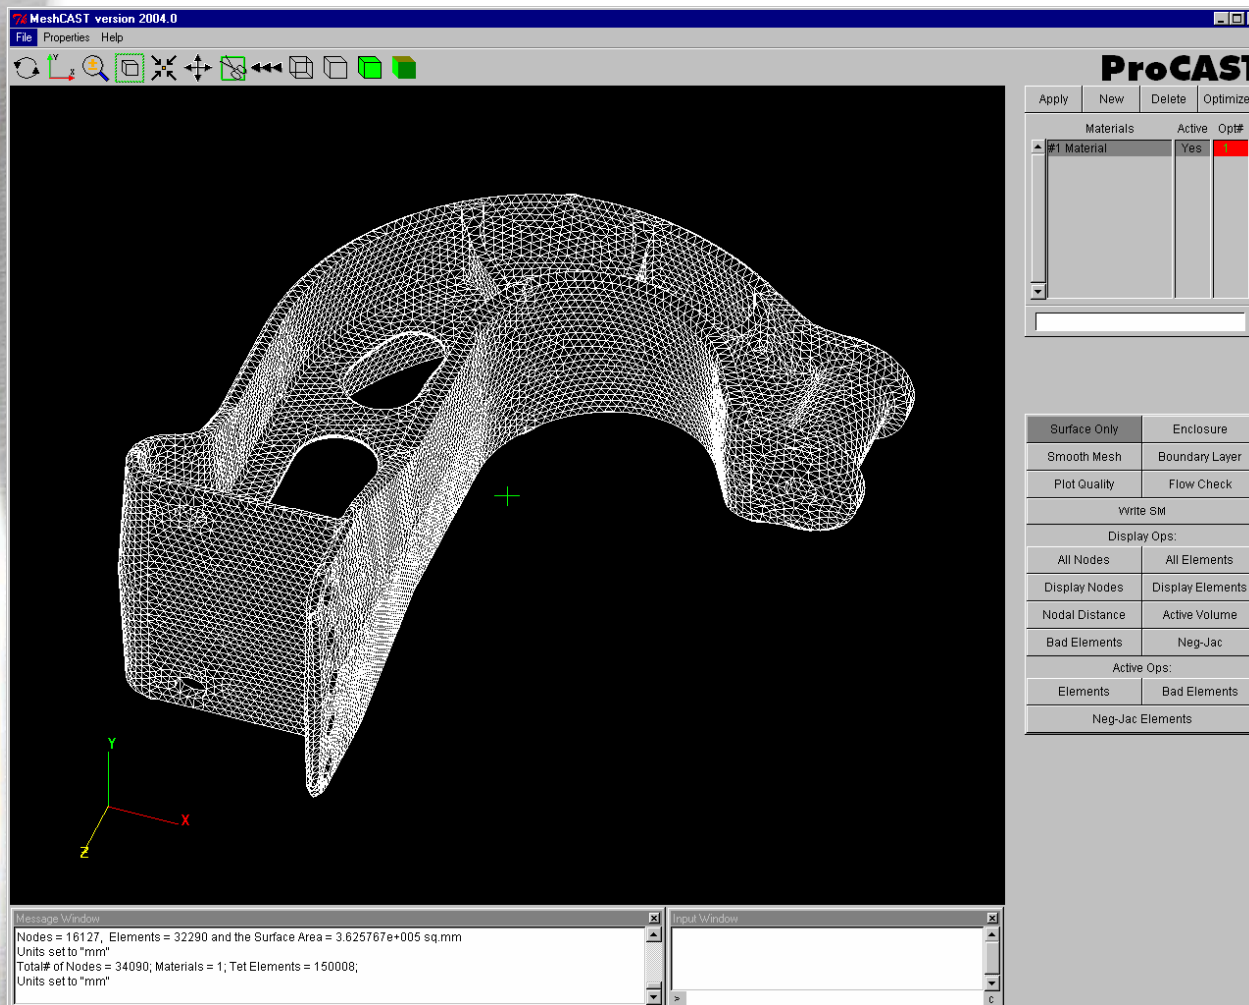 MeshCAST version 2004.0
File Properties Help
ProCAST
Apply New Delete Optimize
Materials Active Opt#
#1 Material Yes 1
Surface Only Enclosure
Smooth Mesh Boundary Layer
Plot Quality Flow Check
Write SM
Display Ops:
All Nodes All Elements
Display Nodes Display Elements
Nodal Distance Active Volume
Bad Elements Neg-Jac
Active Ops:
Elements Bad Elements
Neg-Jac Elements
Y
X
Z
Message Window
Nodes = 16127, Elements = 32290 and the Surface Area = 3.625767e+005 sq.mm
Units set to "mm"
Total# of Nodes = 34090; Materials = 1; Tet Elements = 150008;
Units set to "mm"
Input Window
> c